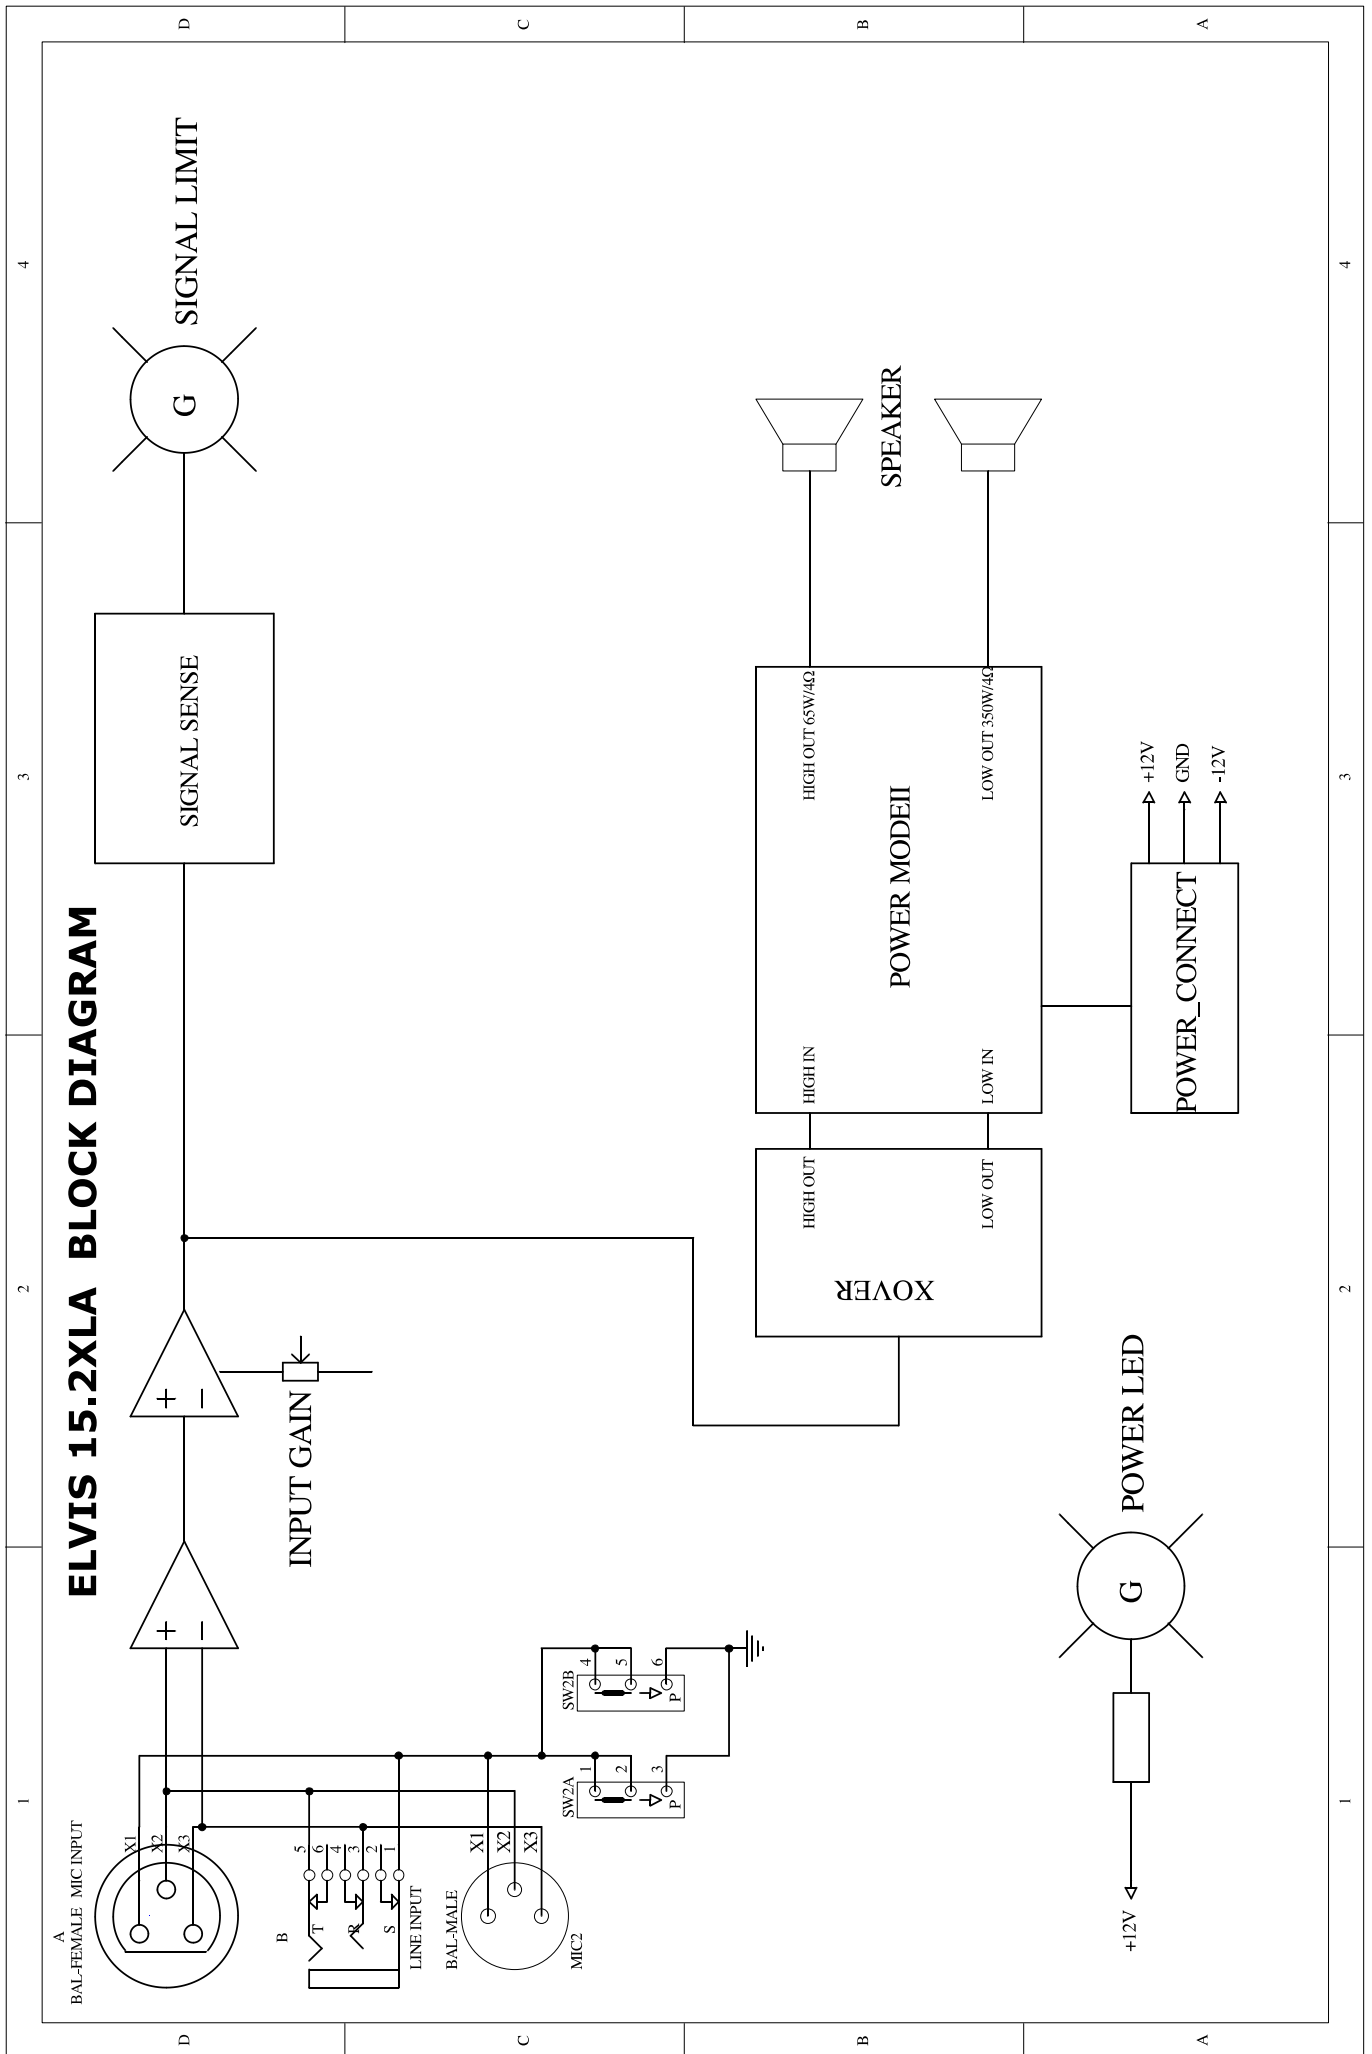 ELVIS 15.2XLA BLOCK DIAGRAM
1
2
3
4
D
C
B
A
A
BAL-FEMALE MIC INPUT
X1
X2
X3
+
−
+
−
INPUT GAIN
SIGNAL SENSE
G
SIGNAL LIMIT
B
T
R
S
5
6
4
3
2
1
LINE INPUT
BAL-MALE
X1
X2
X3
MIC2
SW2A
1
2
3
P
SW2B
4
5
6
P
XOVER
HIGH OUT
LOW OUT
HIGH IN
LOW IN
POWER MODEII
HIGH OUT 65W/4Ω
LOW OUT 350W/4Ω
SPEAKER
POWER_CONNECT
+12V
GND
-12V
+12V
G
POWER LED
D
C
B
A
1
2
3
4